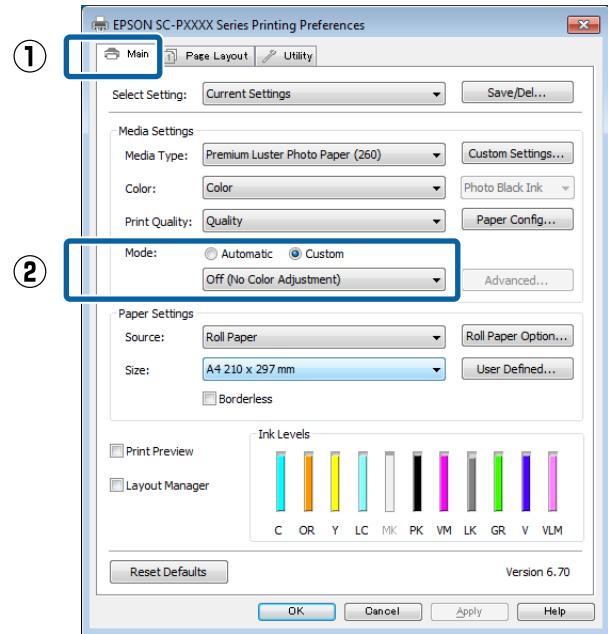 EPSON SC-PXXXX Series Printing Preferences
①
Main Page Layout Utility
Select Setting: Current Settings Save/Del...
Media Settings
Media Type: Premium Luster Photo Paper (260) Custom Settings...
Color: Color Photo Black Ink
Print Quality: Quality Paper Config...
②
Mode: Automatic Custom
Off (No Color Adjustment) Advanced...
Paper Settings
Source: Roll Paper Roll Paper Option...
Size: A4 210 x 297 mm User Defined...
Borderless
Ink Levels
Print Preview
Layout Manager
C OR Y LC MK PK VM LK GR V VLM
Reset Defaults Version 6.70
OK Cancel Apply Help